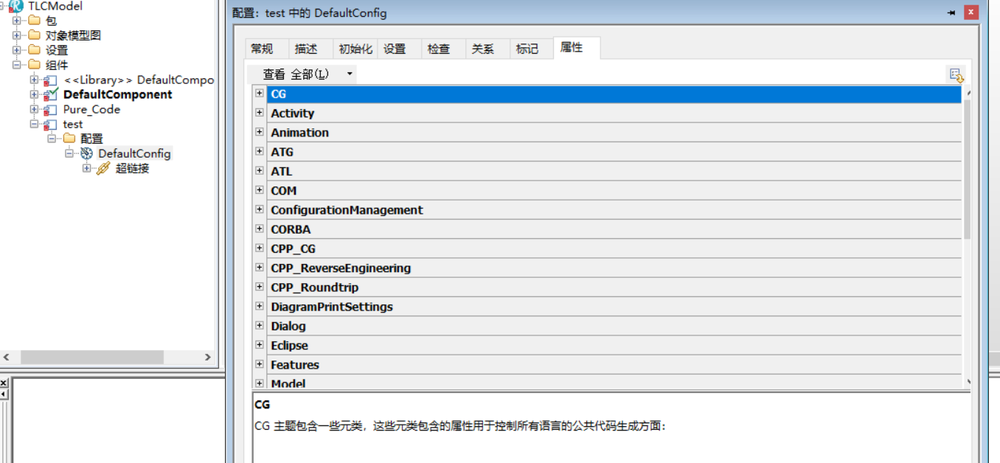 TLCModel
包
对象模型图
设置
组件
<<Library>> DefaultCompo
DefaultComponent
Pure_Code
test
配置
DefaultConfig
超链接
配置：test 中的 DefaultConfig
常规 描述 初始化 设置 检查 关系 标记 属性
查看 全部(L)
CG
Activity
Animation
ATG
ATL
COM
ConfigurationManagement
CORBA
CPP_CG
CPP_ReverseEngineering
CPP_Roundtrip
DiagramPrintSettings
Dialog
Eclipse
Features
Model
CG
CG 主题包含一些元类，这些元类包含的属性用于控制所有语言的公共代码生成方面：